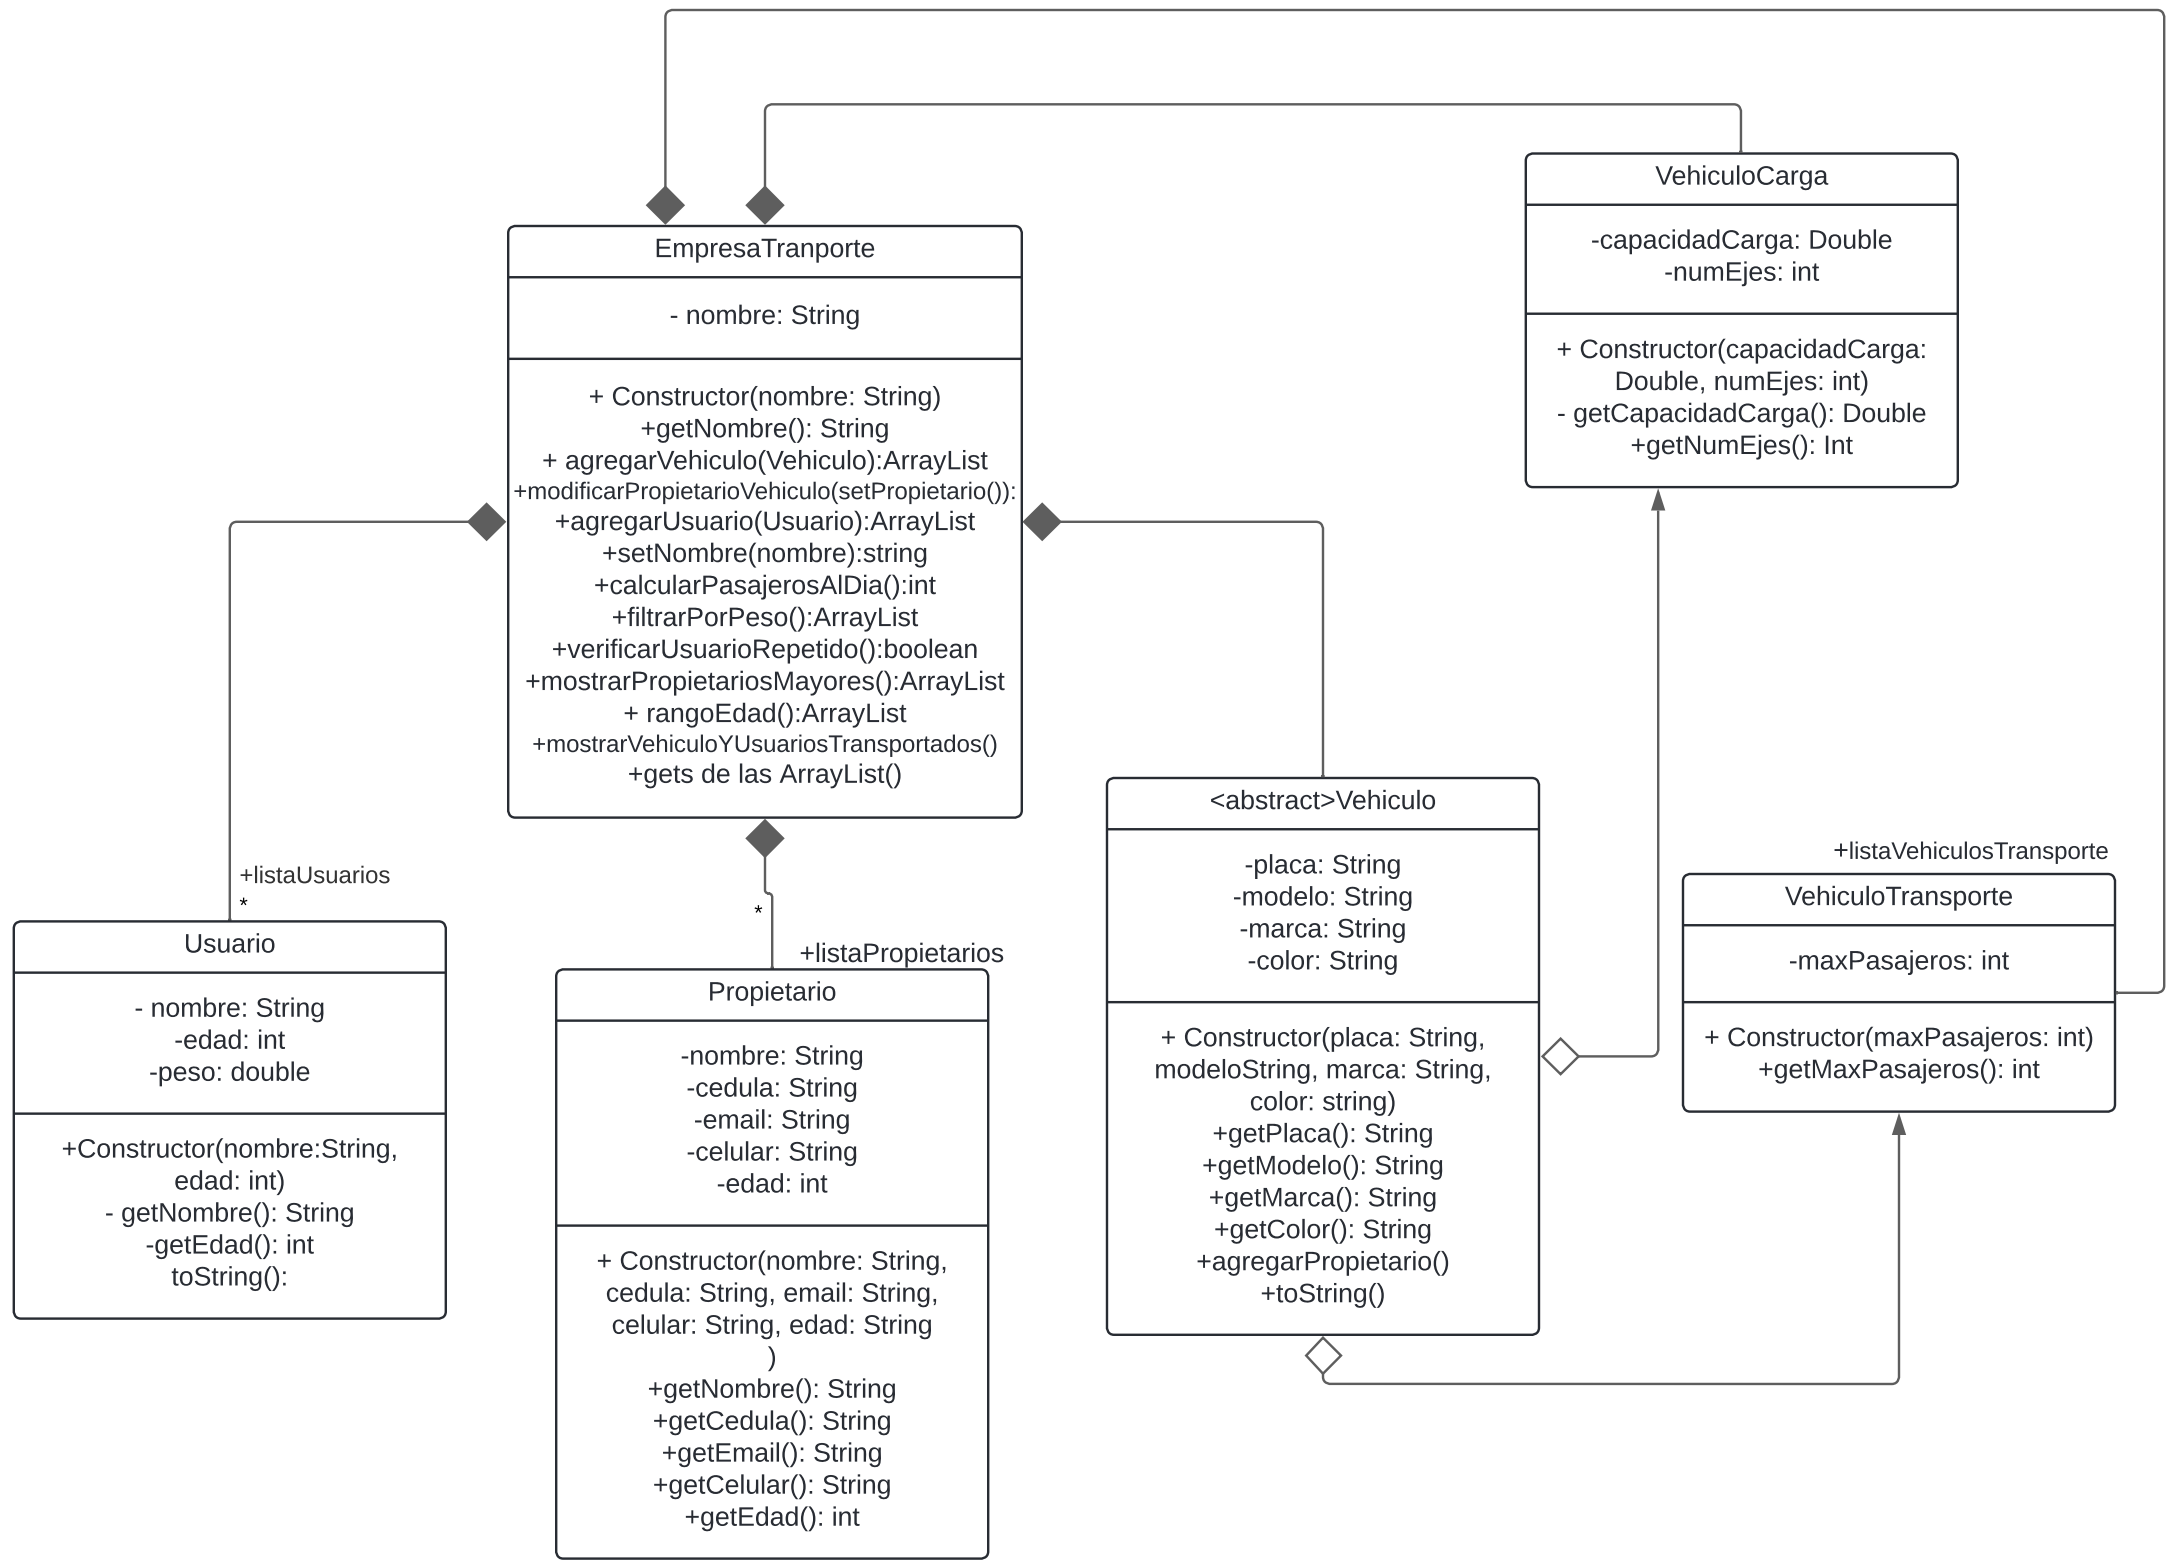 EmpresaTranporte
- nombre: String
+ Constructor(nombre: String)
+getNombre(): String
+ agregarVehiculo(Vehiculo):ArrayList
+modificarPropietarioVehiculo(setPropietario()):
+agregarUsuario(Usuario):ArrayList
+setNombre(nombre):string
+calcularPasajerosAlDia():int
+filtrarPorPeso():ArrayList
+verificarUsuarioRepetido():boolean
+mostrarPropietariosMayores():ArrayList
+ rangoEdad():ArrayList
+mostrarVehiculoYUsuariosTransportados()
+gets de las ArrayList()
VehiculoCarga
-capacidadCarga: Double
-numEjes: int
+ Constructor(capacidadCarga:
Double, numEjes: int)
- getCapacidadCarga(): Double
+getNumEjes(): Int
+listaUsuarios
*
Usuario
- nombre: String
-edad: int
-peso: double
+Constructor(nombre:String,
edad: int)
- getNombre(): String
-getEdad(): int
toString():
*
+listaPropietarios
Propietario
-nombre: String
-cedula: String
-email: String
-celular: String
-edad: int
+ Constructor(nombre: String,
cedula: String, email: String,
celular: String, edad: String
)
+getNombre(): String
+getCedula(): String
+getEmail(): String
+getCelular(): String
+getEdad(): int
<abstract>Vehiculo
-placa: String
-modelo: String
-marca: String
-color: String
+ Constructor(placa: String,
modeloString, marca: String,
color: string)
+getPlaca(): String
+getModelo(): String
+getMarca(): String
+getColor(): String
+agregarPropietario()
+toString()
+listaVehiculosTransporte
VehiculoTransporte
-maxPasajeros: int
+ Constructor(maxPasajeros: int)
+getMaxPasajeros(): int